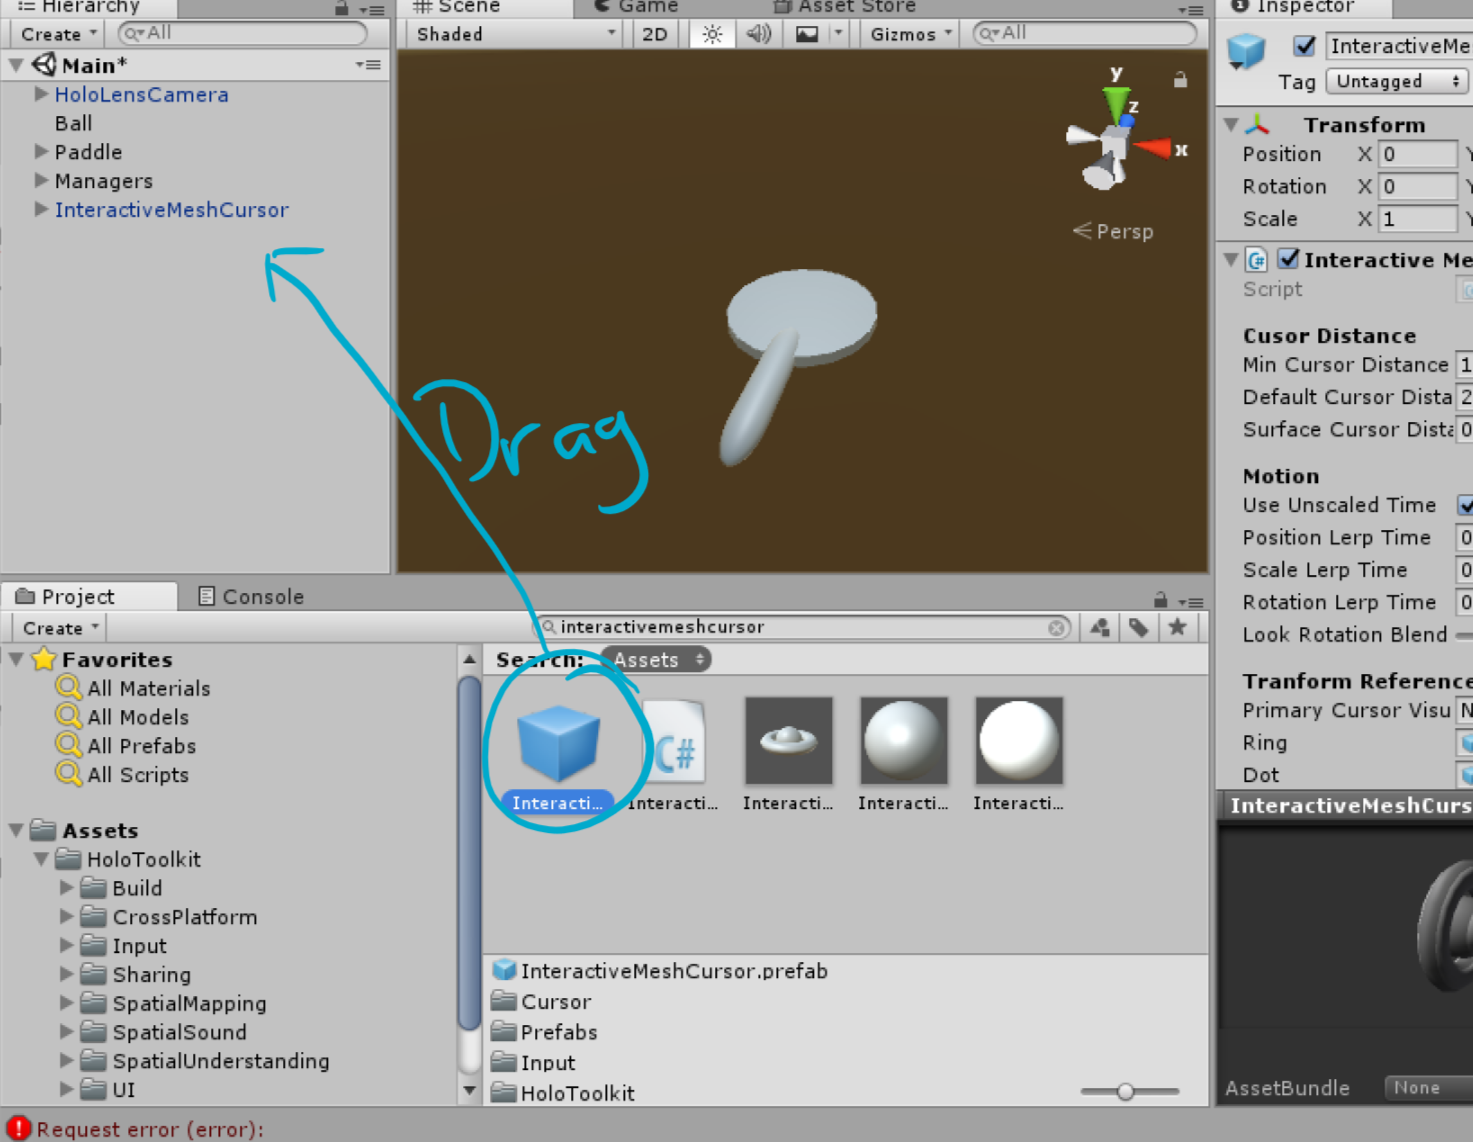 Hierarchy
Create
All
Main*
HoloLensCamera
Ball
Paddle
Managers
InteractiveMeshCursor
Scene
Game
Asset Store
Shaded
2D
Gizmos
All
y
z
x
Persp
Drag
Inspector
InteractiveMe
Tag Untagged
Transform
Position X 0
Rotation X 0
Scale X 1
C#
Interactive Me
Script
Cusor Distance
Min Cursor Distance 1
Default Cursor Dista 2
Surface Cursor Dista 0
Motion
Use Unscaled Time
Position Lerp Time 0
Scale Lerp Time 0
Rotation Lerp Time 0
Look Rotation Blend
Tranform Reference
Primary Cursor Visu N
Ring
Dot
InteractiveMeshCurs
AssetBundle None
Project
Console
Create
interactivemeshcursor
Favorites
All Materials
All Models
All Prefabs
All Scripts
Assets
HoloToolkit
Build
CrossPlatform
Input
Sharing
SpatialMapping
SpatialSound
SpatialUnderstanding
UI
Search: Assets
C#
Interacti... Interacti... Interacti... Interacti... Interacti...
InteractiveMeshCursor.prefab
Cursor
Prefabs
Input
HoloToolkit
Request error (error):